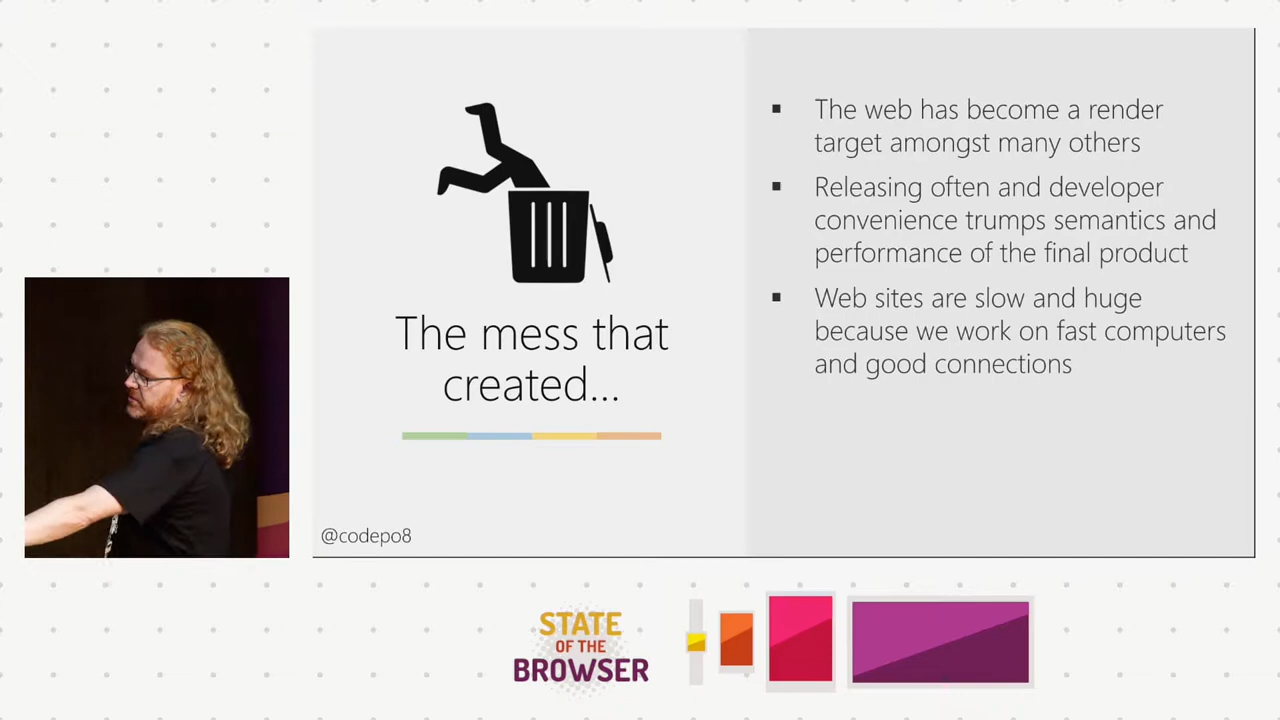 The mess that
created...
@codepo8
▪ The web has become a render
target amongst many others
▪ Releasing often and developer
convenience trumps semantics and
performance of the final product
▪ Web sites are slow and huge
because we work on fast computers
and good connections
STATE
OF THE
BROWSER